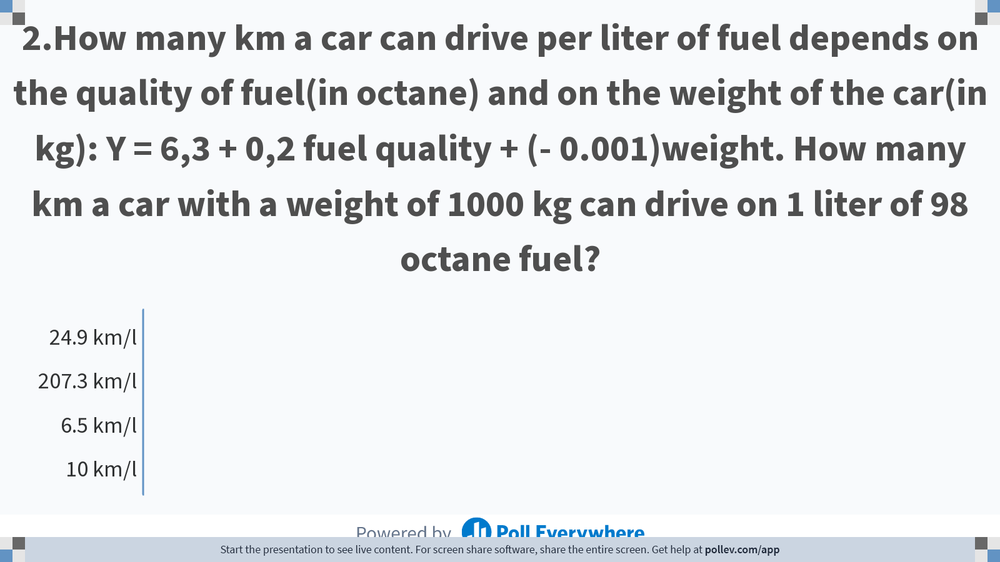 2.How many km a car can drive per liter of fuel depends on
the quality of fuel(in octane) and on the weight of the car(in
kg): Y = 6,3 + 0,2 fuel quality + (- 0.001)weight. How many
km a car with a weight of 1000 kg can drive on 1 liter of 98
octane fuel?
24.9 km/l
207.3 km/l
6.5 km/l
10 km/l
Powered by Poll Everywhere
Start the presentation to see live content. For screen share software, share the entire screen. Get help at pollev.com/app